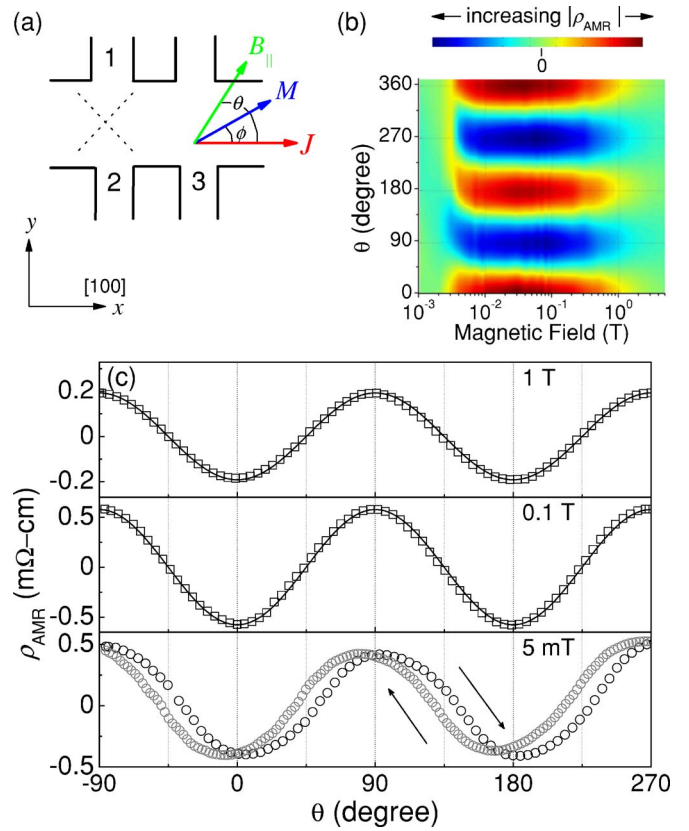 (a)
1
B||
M
θ
ϕ
J
2
3
y
[100]
x
(b)
increasing |ρAMR|
0
θ (degree)
360
270
180
90
0
10-3
10-2
10-1
100
Magnetic Field (T)
(c)
1 T
0.2
0
-0.2
0.1 T
0.5
0
-0.5
5 mT
0.5
0
-0.5
ρAMR (mΩ–cm)
-90
0
90
180
270
θ (degree)